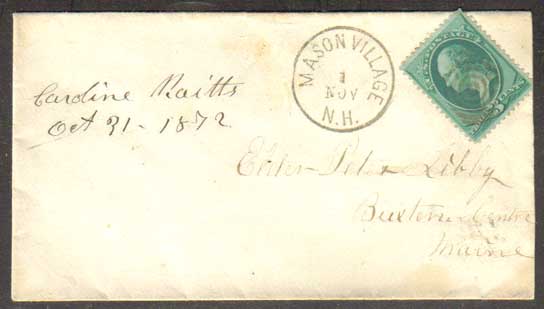 Caroline Raitts
Oct 31 - 1872
MASON VILLAGE
1
NOV
N.H.
Elder Peter Libby
Buxton Centre
Maine